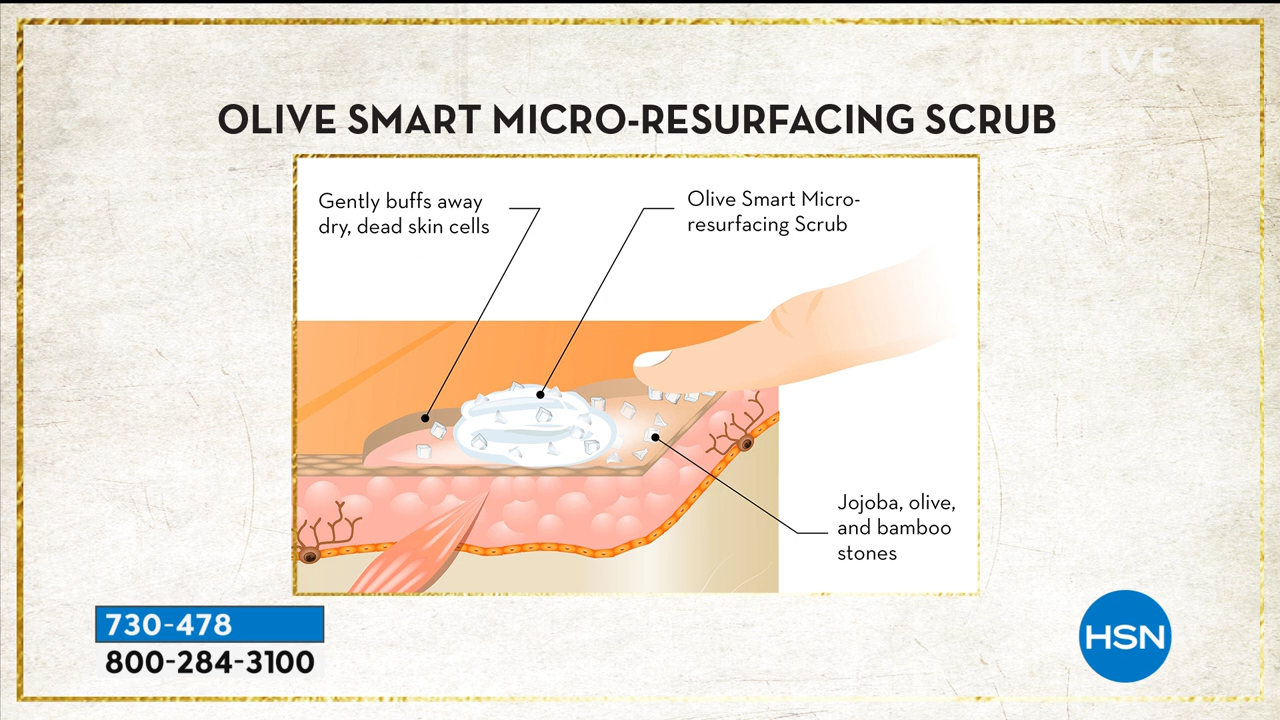 LIVE
OLIVE SMART MICRO-RESURFACING SCRUB
Gently buffs away
dry, dead skin cells
Olive Smart Micro-
resurfacing Scrub
Jojoba, olive,
and bamboo
stones
730-478
800-284-3100
HSN